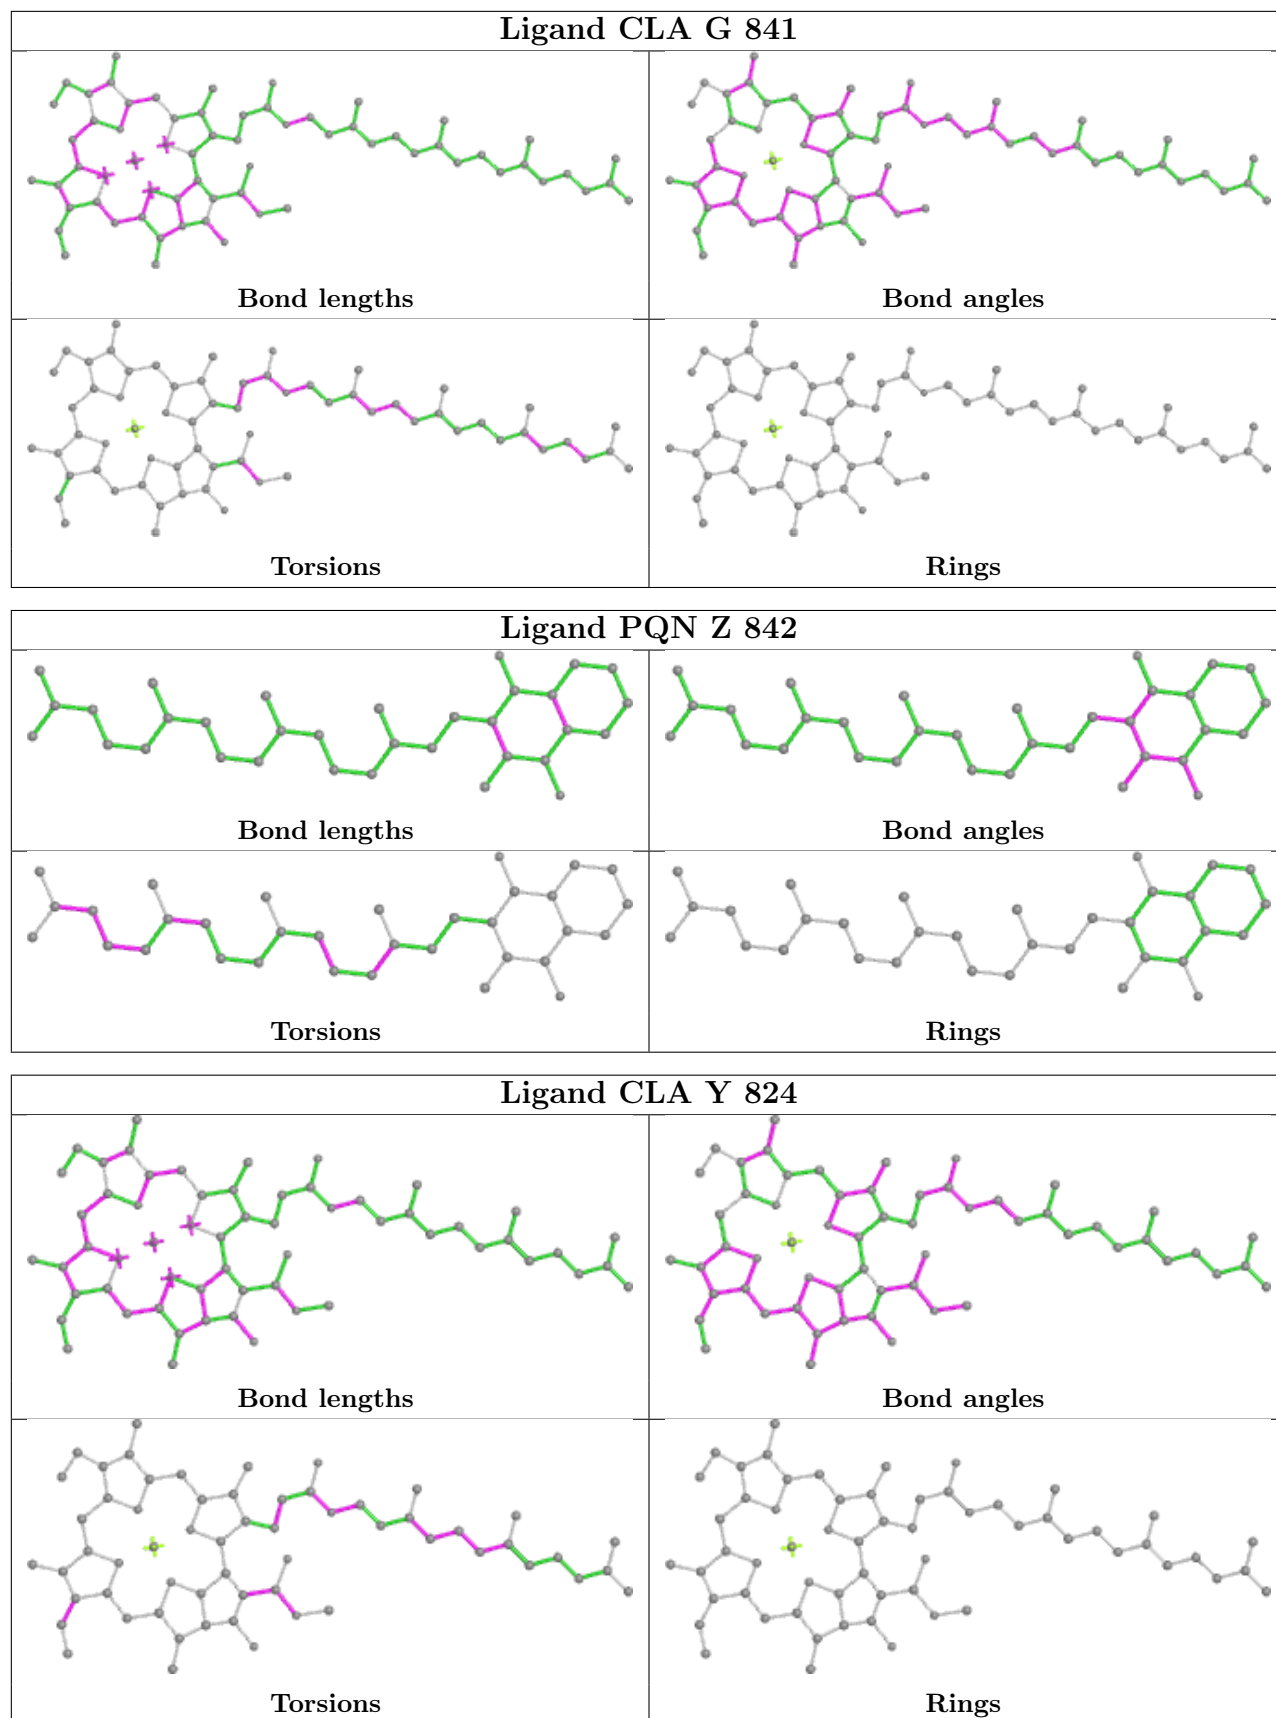 Ligand CLA G 841
Bond lengths
Bond angles
Torsions
Rings
Ligand PQN Z 842
Bond lengths
Bond angles
Torsions
Rings
Ligand CLA Y 824
Bond lengths
Bond angles
Torsions
Rings